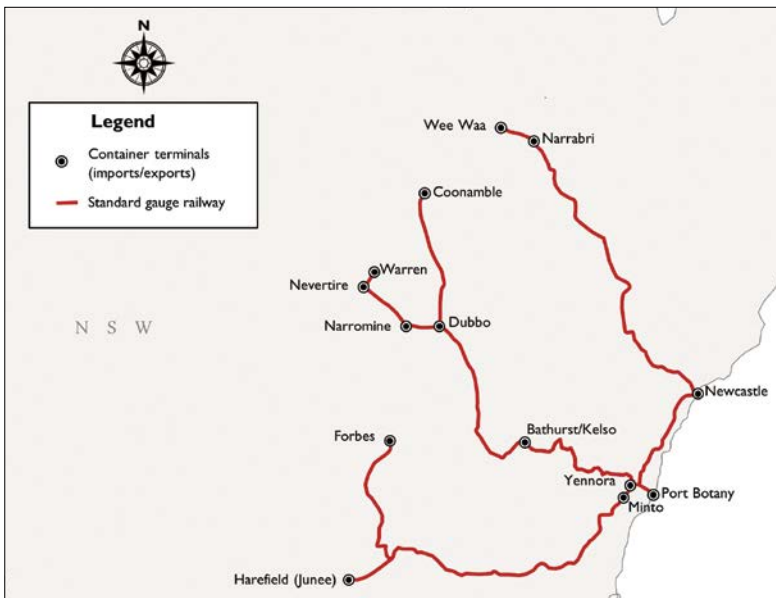 N
Legend
Container terminals
(imports/exports)
Standard gauge railway
Wee Waa
Narrabri
Coonamble
Warren
Nevertire
N S W
Narromine
Dubbo
Newcastle
Forbes
Bathurst/Kelso
Yennora
Port Botany
Minto
Harefield (Junee)